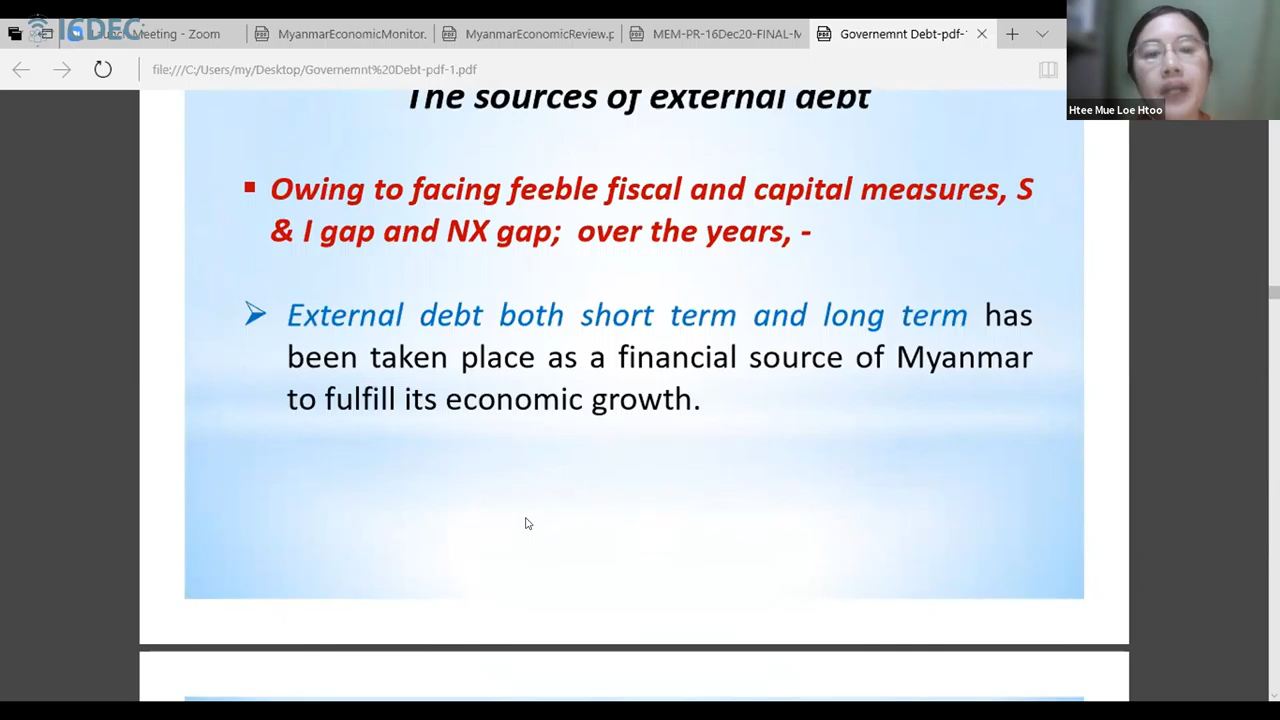 I6DEC
Launch Meeting - Zoom
MyanmarEconomicMonitor.
MyanmarEconomicReview.p
MEM-PR-16Dec20-FINAL-M
Governemnt Debt-pdf-1
file:///C:/Users/my/Desktop/Governemnt%20Debt-pdf-1.pdf
Htee Mue Loe Htoo
The sources of external debt
Owing to facing feeble fiscal and capital measures, S
& I gap and NX gap; over the years, -
External debt both short term and long term has
been taken place as a financial source of Myanmar
to fulfill its economic growth.